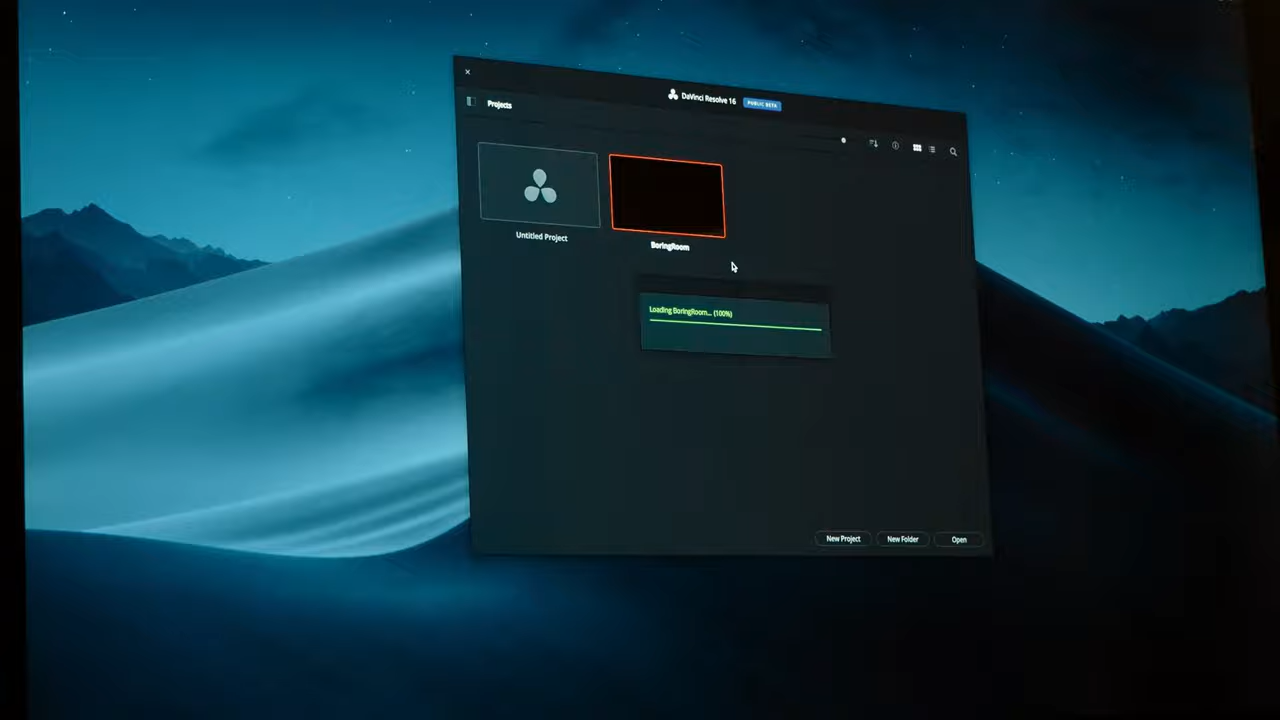 DaVinci Resolve 16 PUBLIC BETA
Projects
Untitled Project
BoringRoom
Loading BoringRoom... (100%)
New Project
New Folder
Open